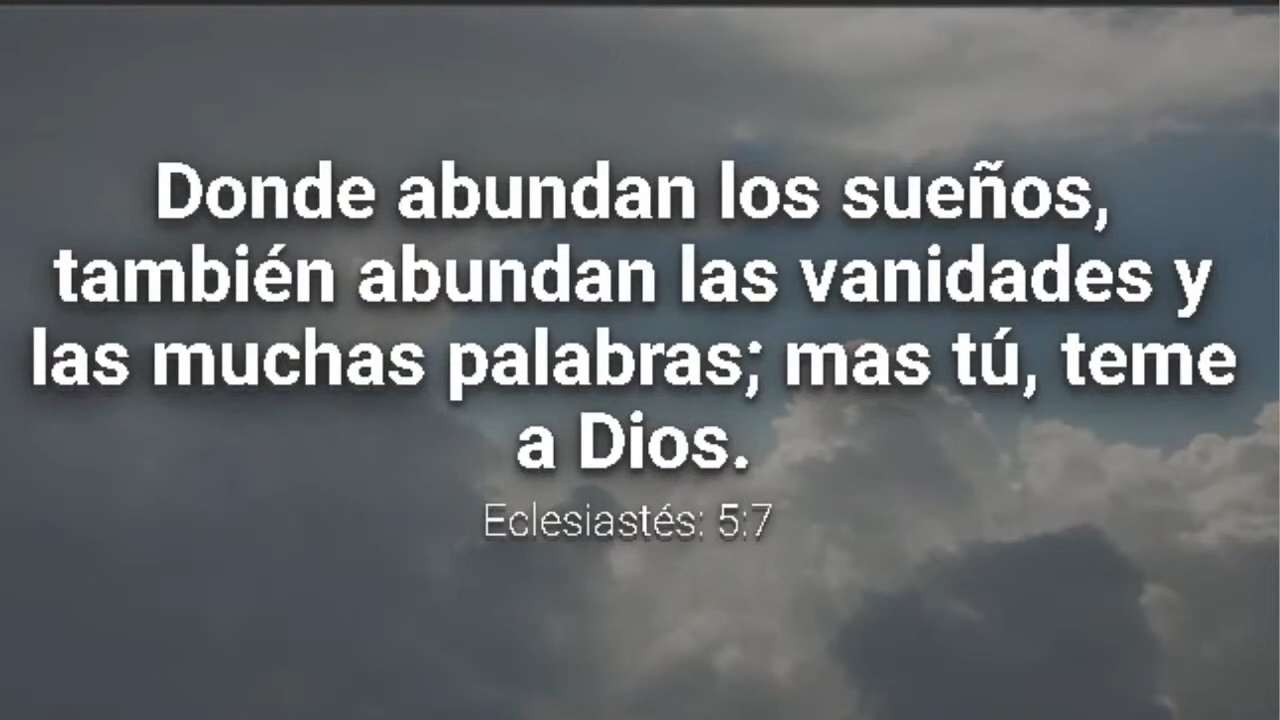 Donde abundan los sueños,
también abundan las vanidades y
las muchas palabras; mas tú, teme
a Dios.
Eclesiastés: 5:7